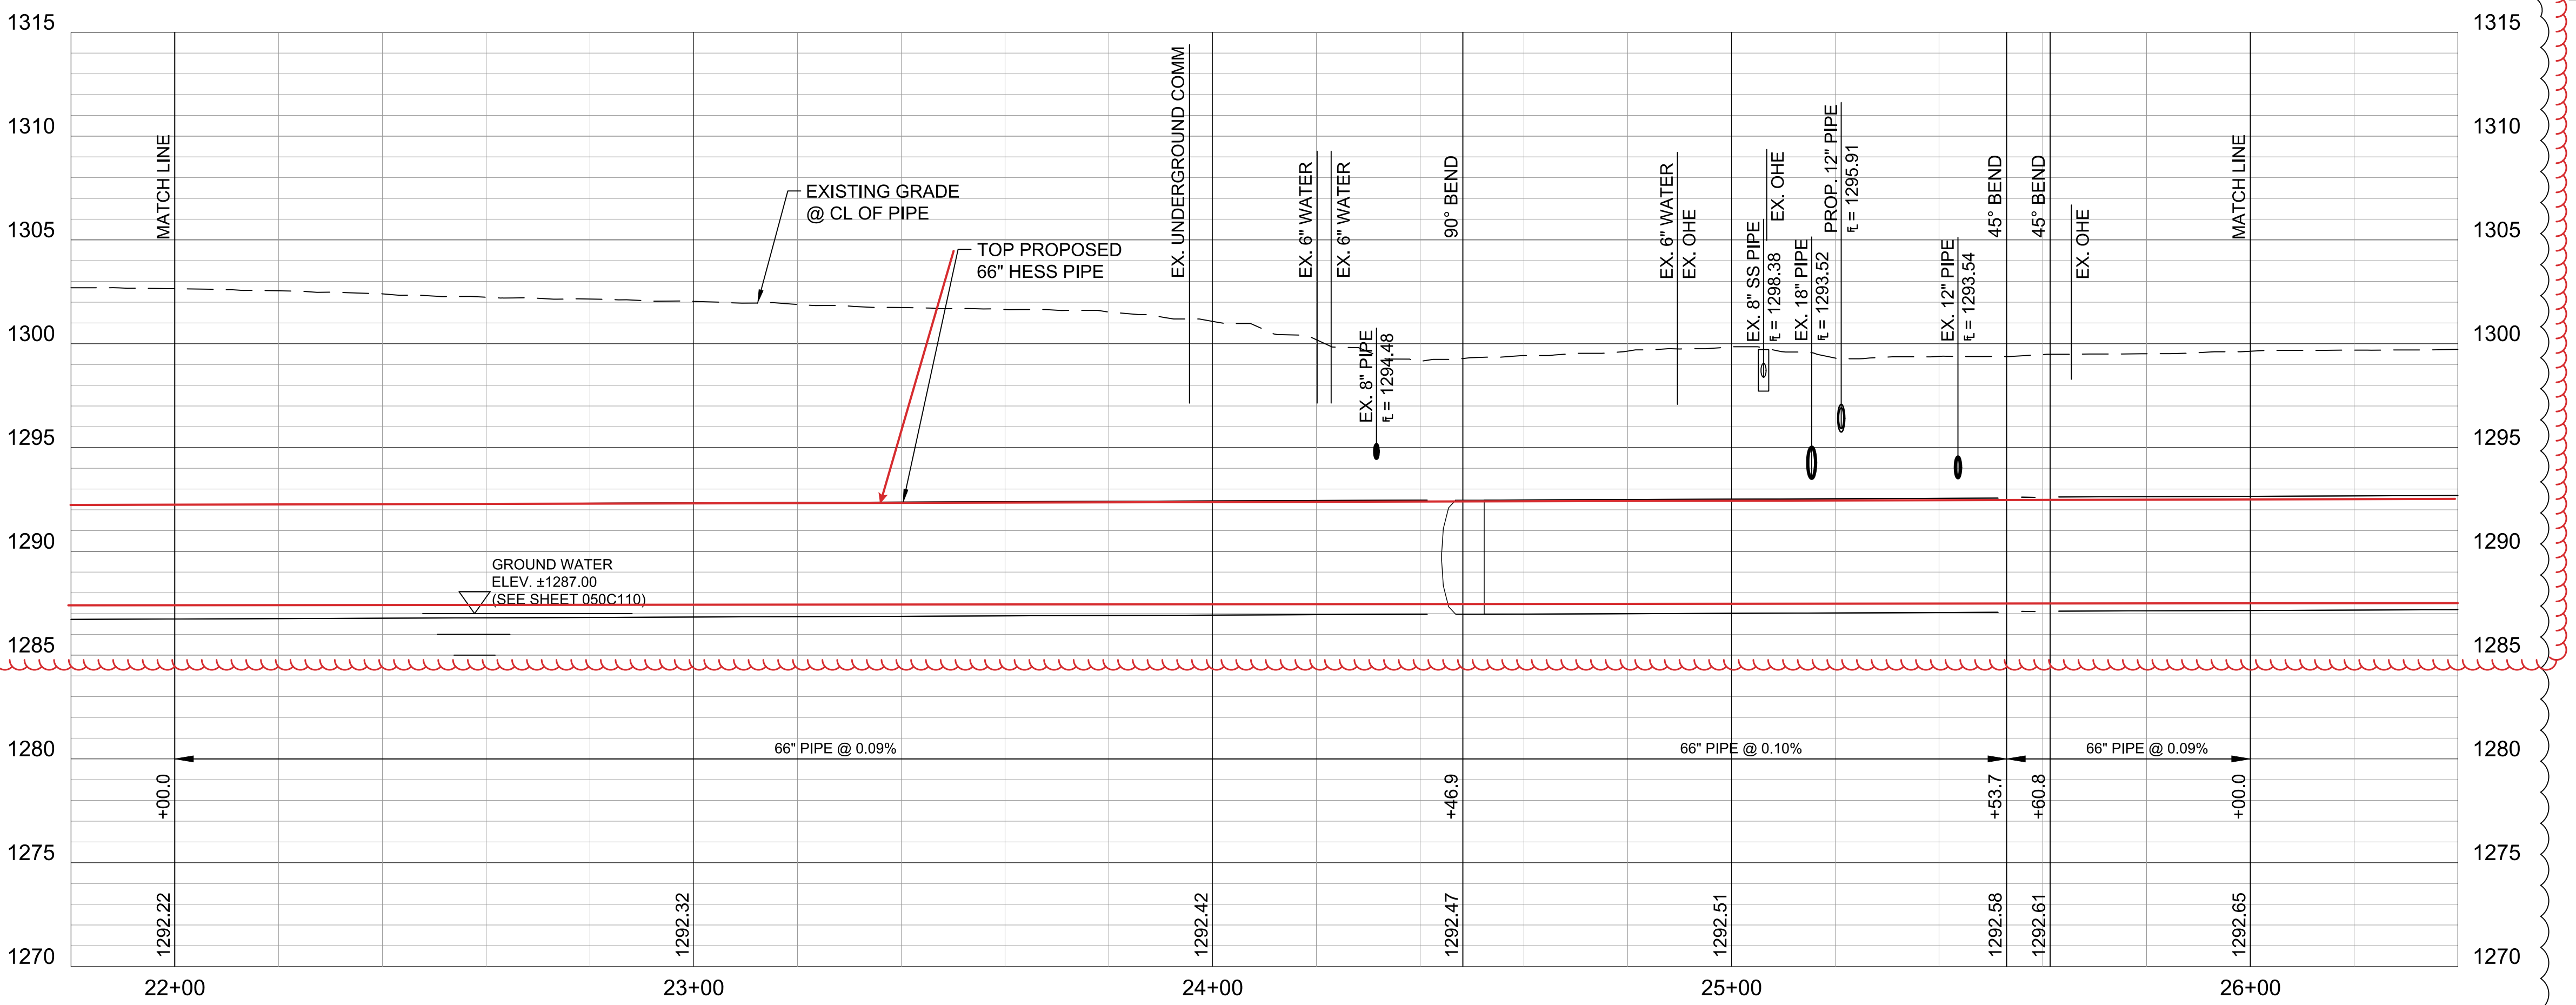 1315
1315
1310
1310
1305
1305
1300
1300
1295
1295
1290
1290
1285
1285
1280
1280
1275
1275
1270
1270
MATCH LINE
EXISTING GRADE
@ CL OF PIPE
TOP PROPOSED
66" HESS PIPE
EX. UNDERGROUND COMM
EX. 6" WATER
EX. 6" WATER
EX. 8" PIPE
℄ = 1294.48
90° BEND
EX. 6" WATER
EX. OHE
EX. 8" SS PIPE
℄ = 1298.38
EX. OHE
EX. 18" PIPE
℄ = 1293.52
PROP. 12" PIPE
℄ = 1295.91
EX. 12" PIPE
℄ = 1293.54
45° BEND
45° BEND
EX. OHE
MATCH LINE
GROUND WATER
ELEV. ±1287.00
(SEE SHEET 050C110)
66" PIPE @ 0.09%
66" PIPE @ 0.10%
66" PIPE @ 0.09%
+00.0
+46.9
+53.7
+60.8
+00.0
1292.22
1292.32
1292.42
1292.47
1292.51
1292.58
1292.61
1292.65
22+00
23+00
24+00
25+00
26+00